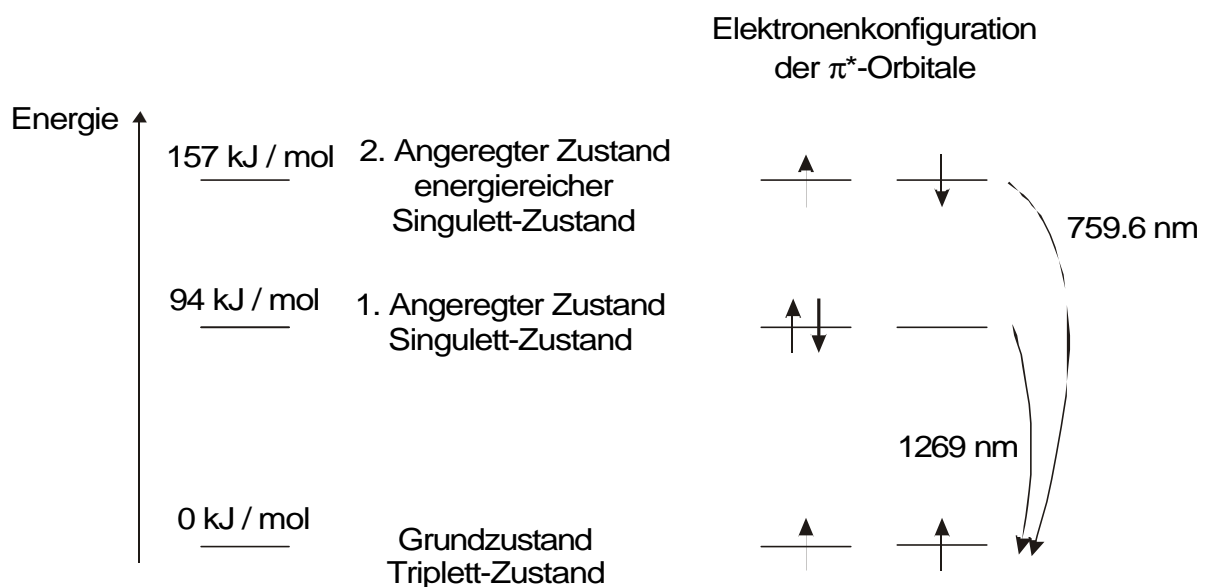 Elektronenkonfiguration
der π*-Orbitale
Energie
157 kJ / mol
2. Angeregter Zustand
energiereicher
Singulett-Zustand
759.6 nm
94 kJ / mol
1. Angeregter Zustand
Singulett-Zustand
1269 nm
0 kJ / mol
Grundzustand
Triplett-Zustand